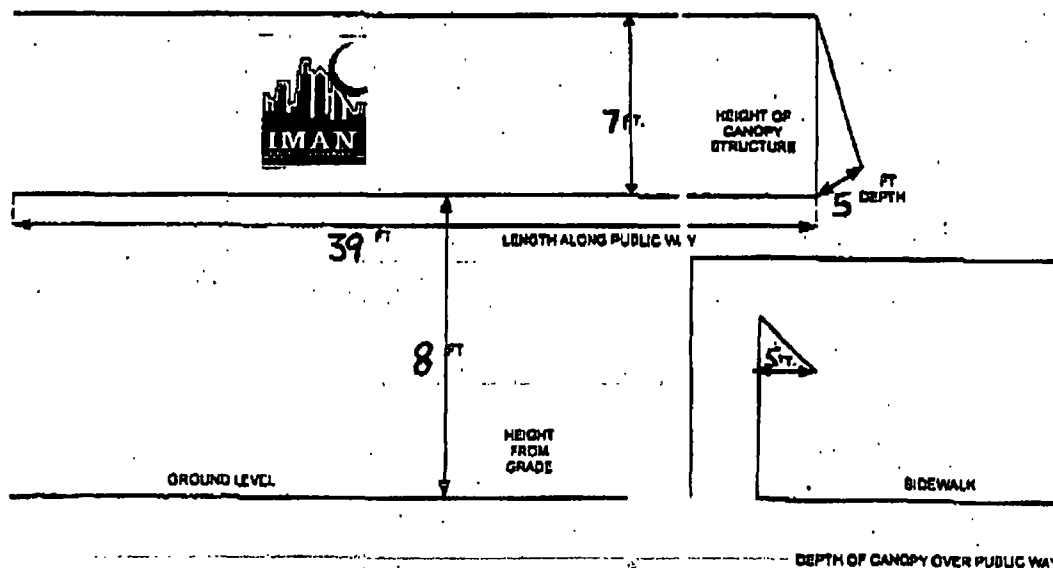 IMAN
7 FT.
HEIGHT OF
CANOPY
STRUCTURE
5 FT
DEPTH
39 FT
LENGTH ALONG PUBLIC WAY
8 FT
5 FT.
HEIGHT
FROM
GRADE
GROUND LEVEL
SIDEWALK
DEPTH OF CANOPY OVER PUBLIC WAY